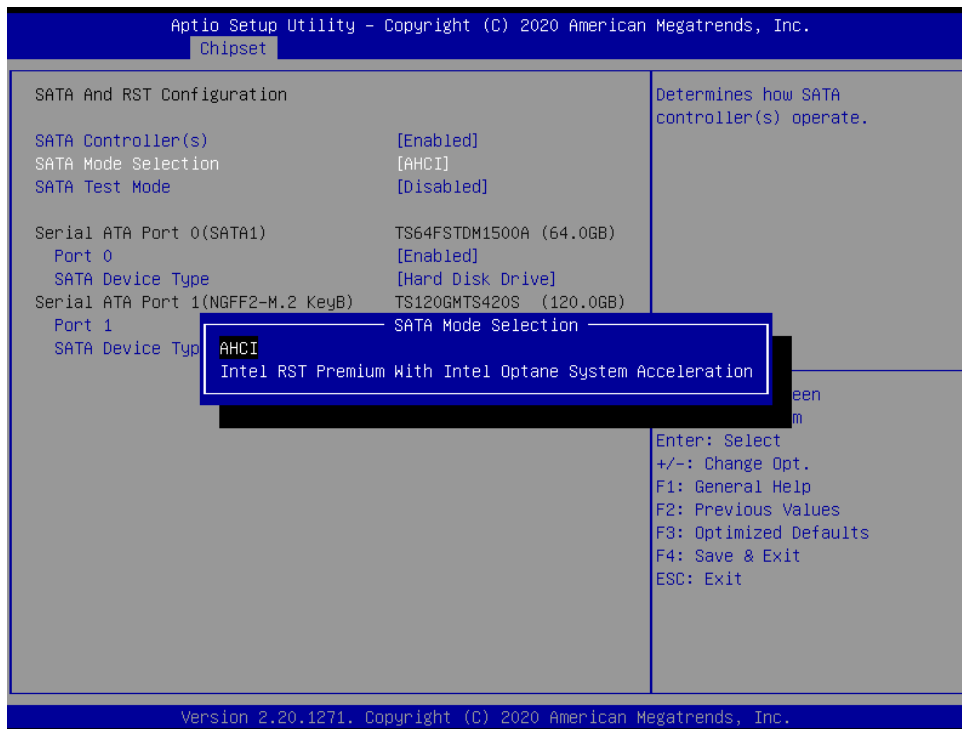 Aptio Setup Utility – Copyright (C) 2020 American Megatrends, Inc.
Chipset
SATA And RST Configuration
SATA Controller(s) [Enabled]
SATA Mode Selection [AHCI]
SATA Test Mode [Disabled]
Serial ATA Port 0(SATA1) TS64FSTDM1500A (64.0GB)
Port 0 [Enabled]
SATA Device Type [Hard Disk Drive]
Serial ATA Port 1(NGFF2-M.2 KeyB) TS120GMTS420S (120.0GB)
Port 1
SATA Device Typ
SATA Mode Selection
AHCI
Intel RST Premium With Intel Optane System Acceleration
Determines how SATA
controller(s) operate.
een
m
Enter: Select
+/-: Change Opt.
F1: General Help
F2: Previous Values
F3: Optimized Defaults
F4: Save & Exit
ESC: Exit
Version 2.20.1271. Copyright (C) 2020 American Megatrends, Inc.